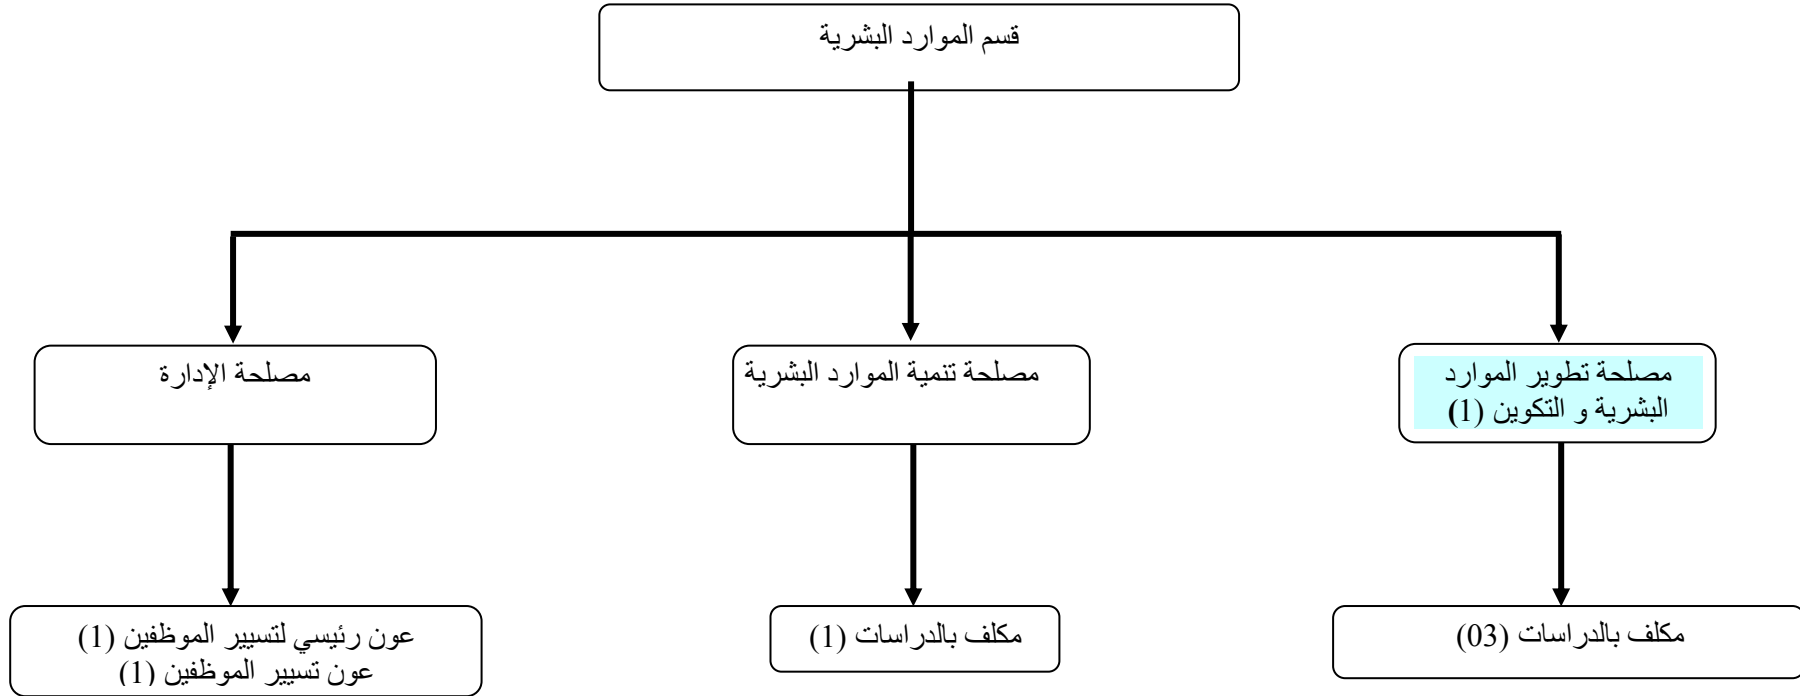 قسم الموارد البشرية
مصلحة تطوير الموارد
البشرية و التكوين (1)
مصلحة تنمية الموارد البشرية
مصلحة الإدارة
مكلف بالدراسات (03)
مكلف بالدراسات (1)
عون رئيسي لتسيير الموظفين (1)
عون تسيير الموظفين (1)